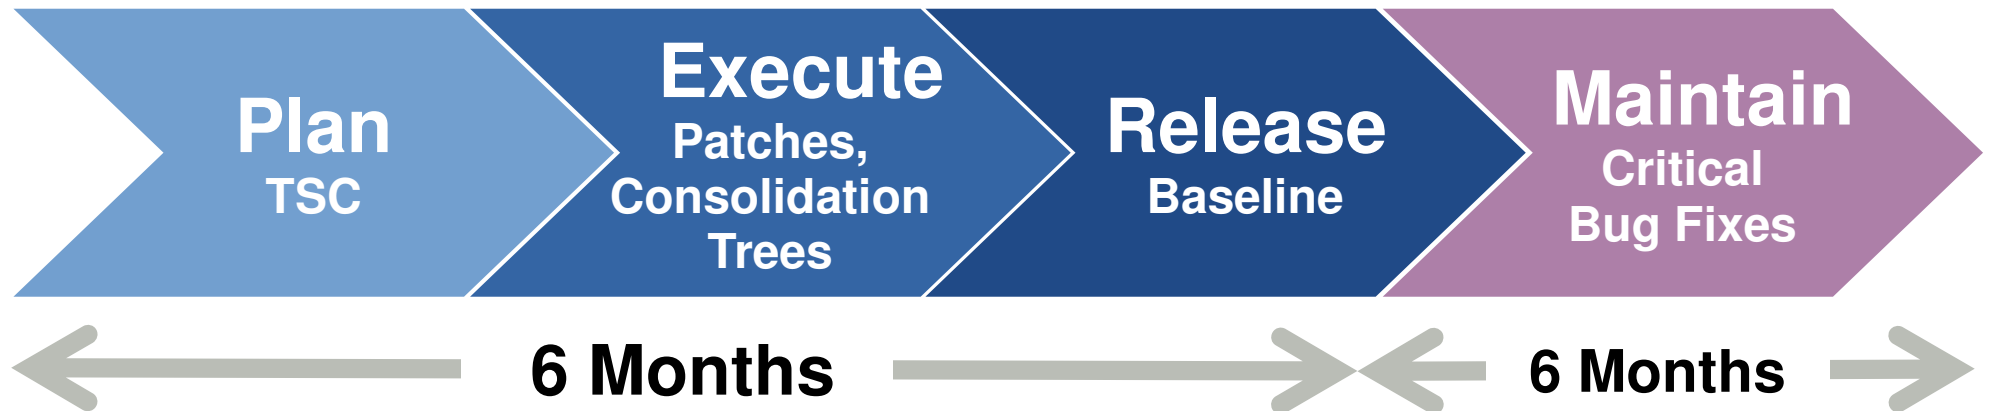 Plan
TSC
Execute
Patches,
Consolidation
Trees
Release
Baseline
Maintain
Critical
Bug Fixes
6 Months
6 Months